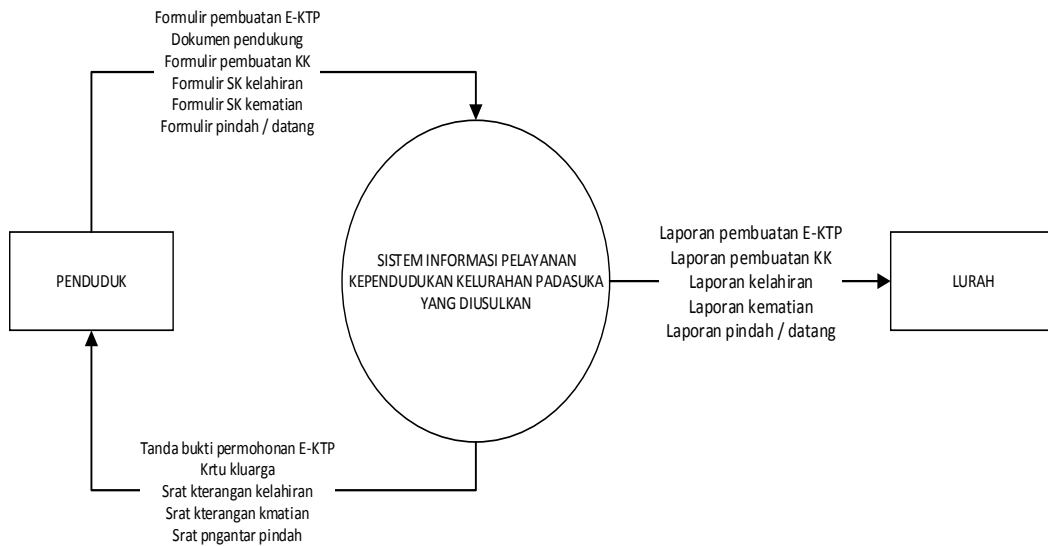 Formulir pembuatan E-KTP
Dokumen pendukung
Formulir pembuatan KK
Formulir SK kelahiran
Formulir SK kematian
Formulir pindah / datang
PENDUDUK
SISTEM INFORMASI PELAYANAN
KEPENDUDUKAN KELURAHAN PADASUKA
YANG DIUSULKAN
Laporan pembuatan E-KTP
Laporan pembuatan KK
Laporan kelahiran
Laporan kematian
Laporan pindah / datang
LURAH
Tanda bukti permohonan E-KTP
Krtu kluarga
Srat kterangan kelahiran
Srat kterangan kmatian
Srat pngantar pindah